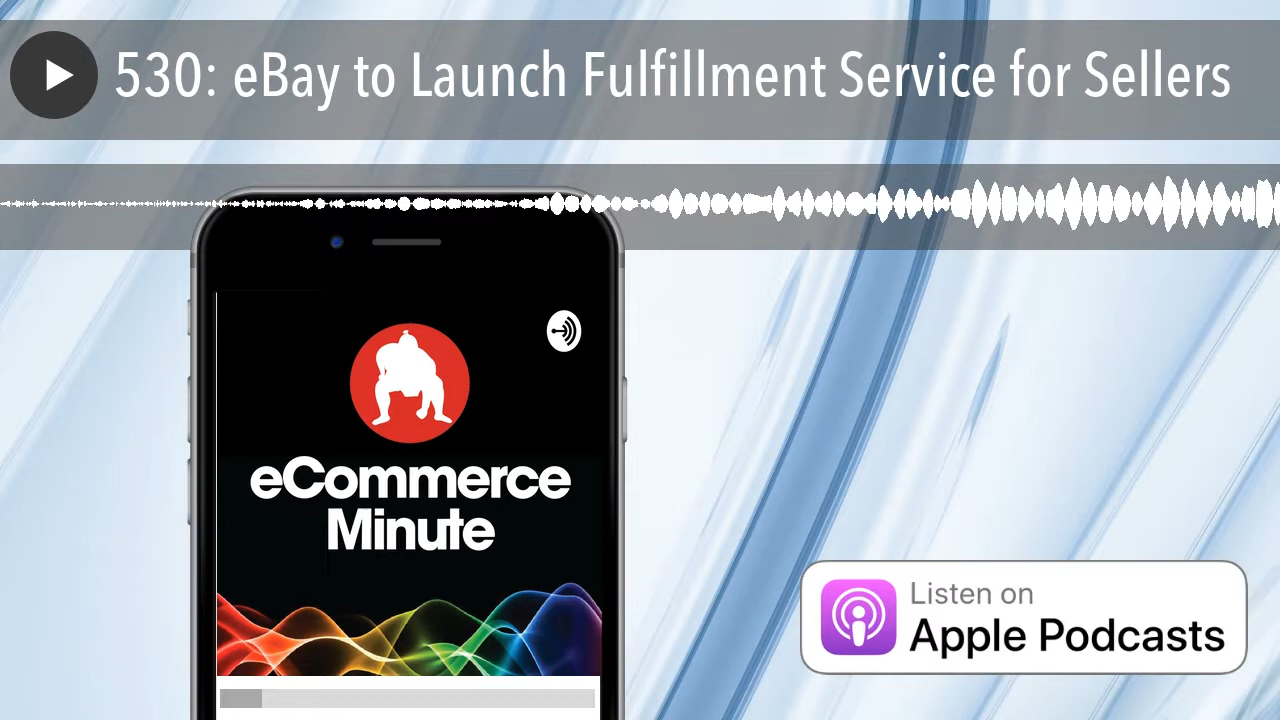 530: eBay to Launch Fulfillment Service for Sellers
eCommerce
Minute
Listen on
Apple Podcasts